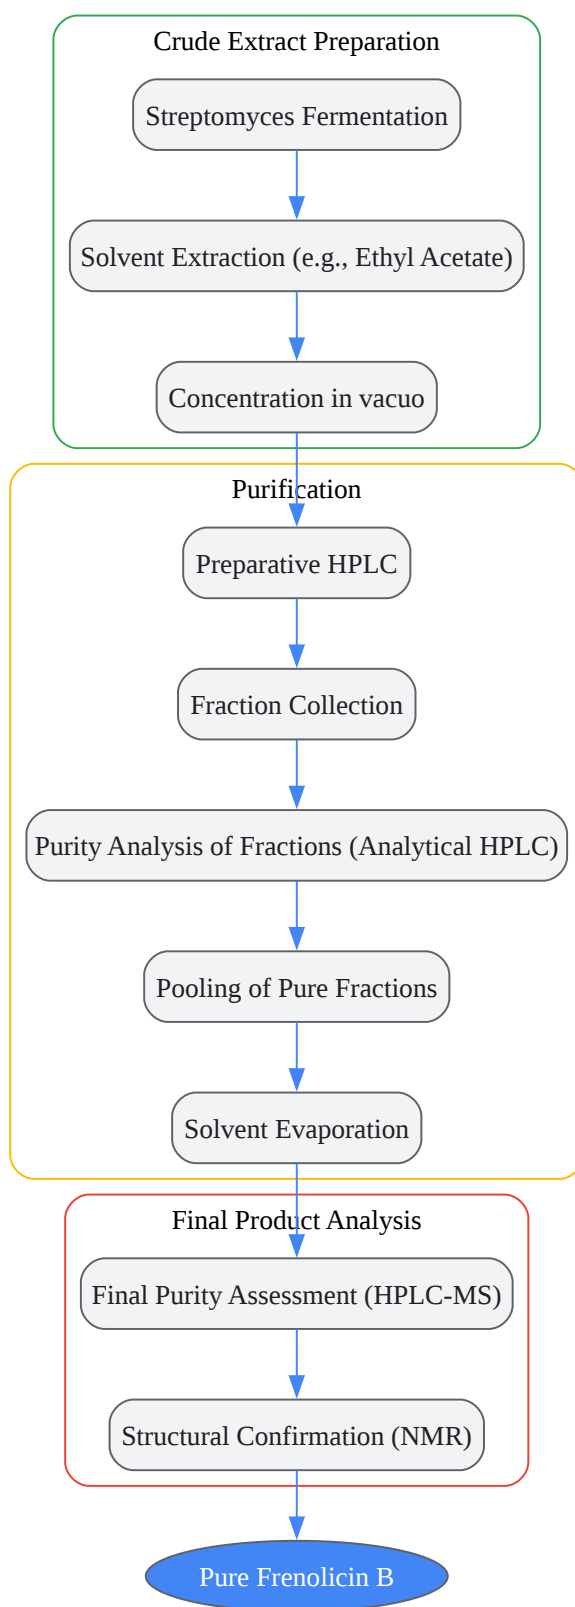 Crude Extract Preparation
Streptomyces Fermentation
Solvent Extraction (e.g., Ethyl Acetate)
Concentration in vacuo
Purification
Preparative HPLC
Fraction Collection
Purity Analysis of Fractions (Analytical HPLC)
Pooling of Pure Fractions
Solvent Evaporation
Final Product Analysis
Final Purity Assessment (HPLC-MS)
Structural Confirmation (NMR)
Pure Frenolicin B